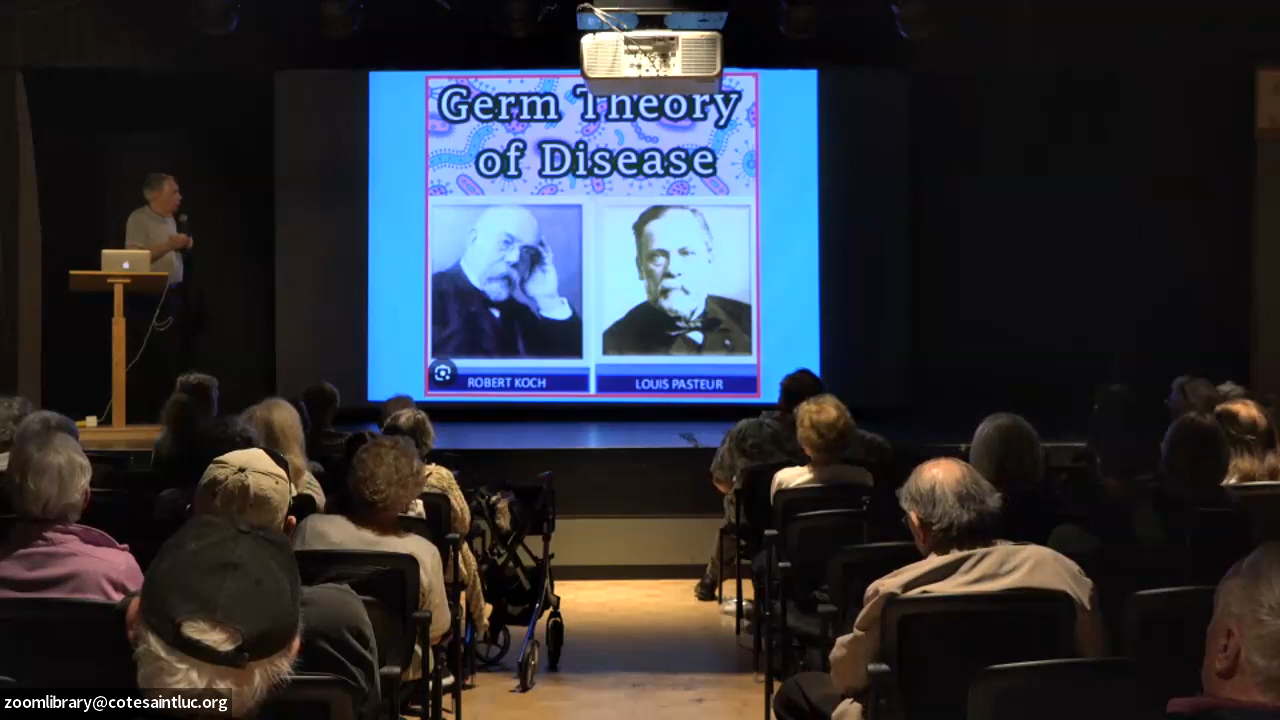 Germ Theory
of Disease
ROBERT KOCH
LOUIS PASTEUR
zoomlibrary@cotesaintluc.org